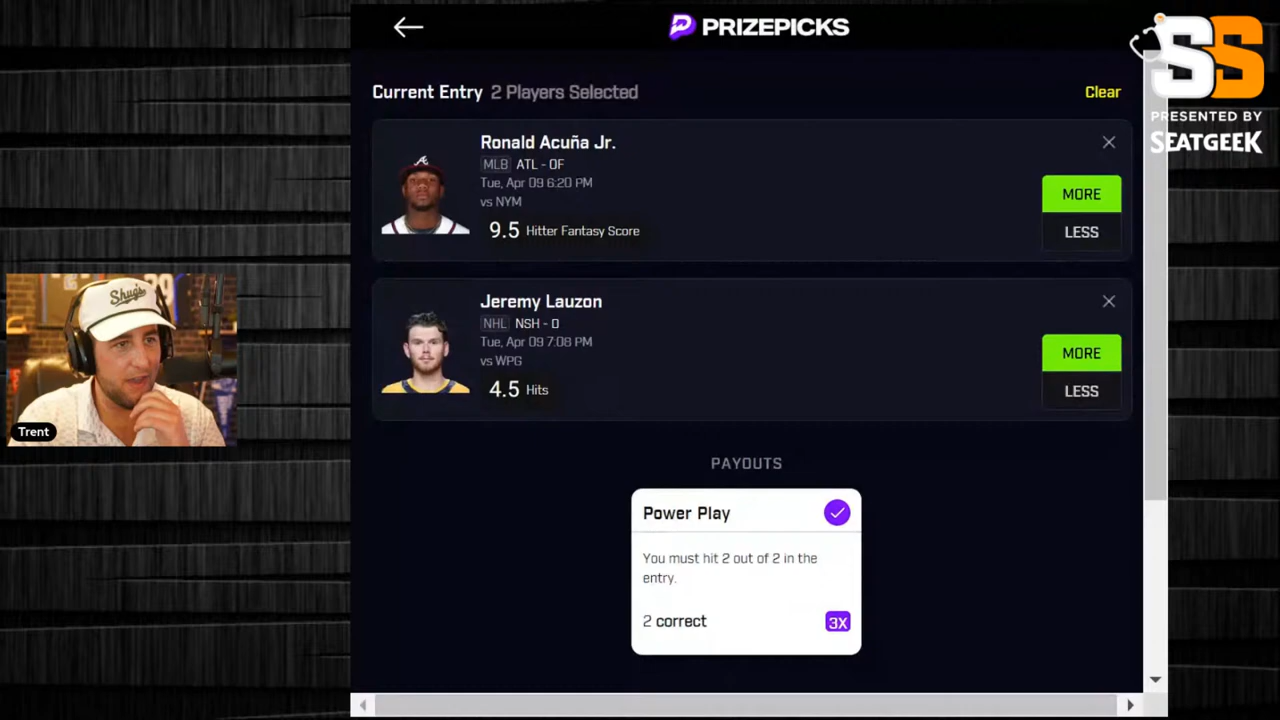 PRIZEPICKS
SS
PRESENTED BY
SEATGEEK
Current Entry 2 Players Selected
Clear
Ronald Acuña Jr.
MLB ATL - OF
Tue, Apr 09 6:20 PM
vs NYM
9.5 Hitter Fantasy Score
MORE
LESS
Jeremy Lauzon
NHL NSH - D
Tue, Apr 09 7:08 PM
vs WPG
4.5 Hits
MORE
LESS
Shug's
Trent
PAYOUTS
Power Play
You must hit 2 out of 2 in the
entry.
2 correct
3X